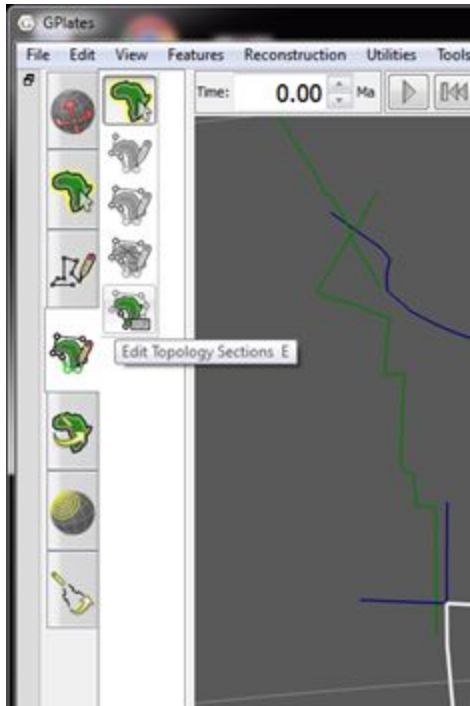 GPlates
File Edit View Features Reconstruction Utilities Tools
Time: 0.00 Ma
Edit Topology Sections E